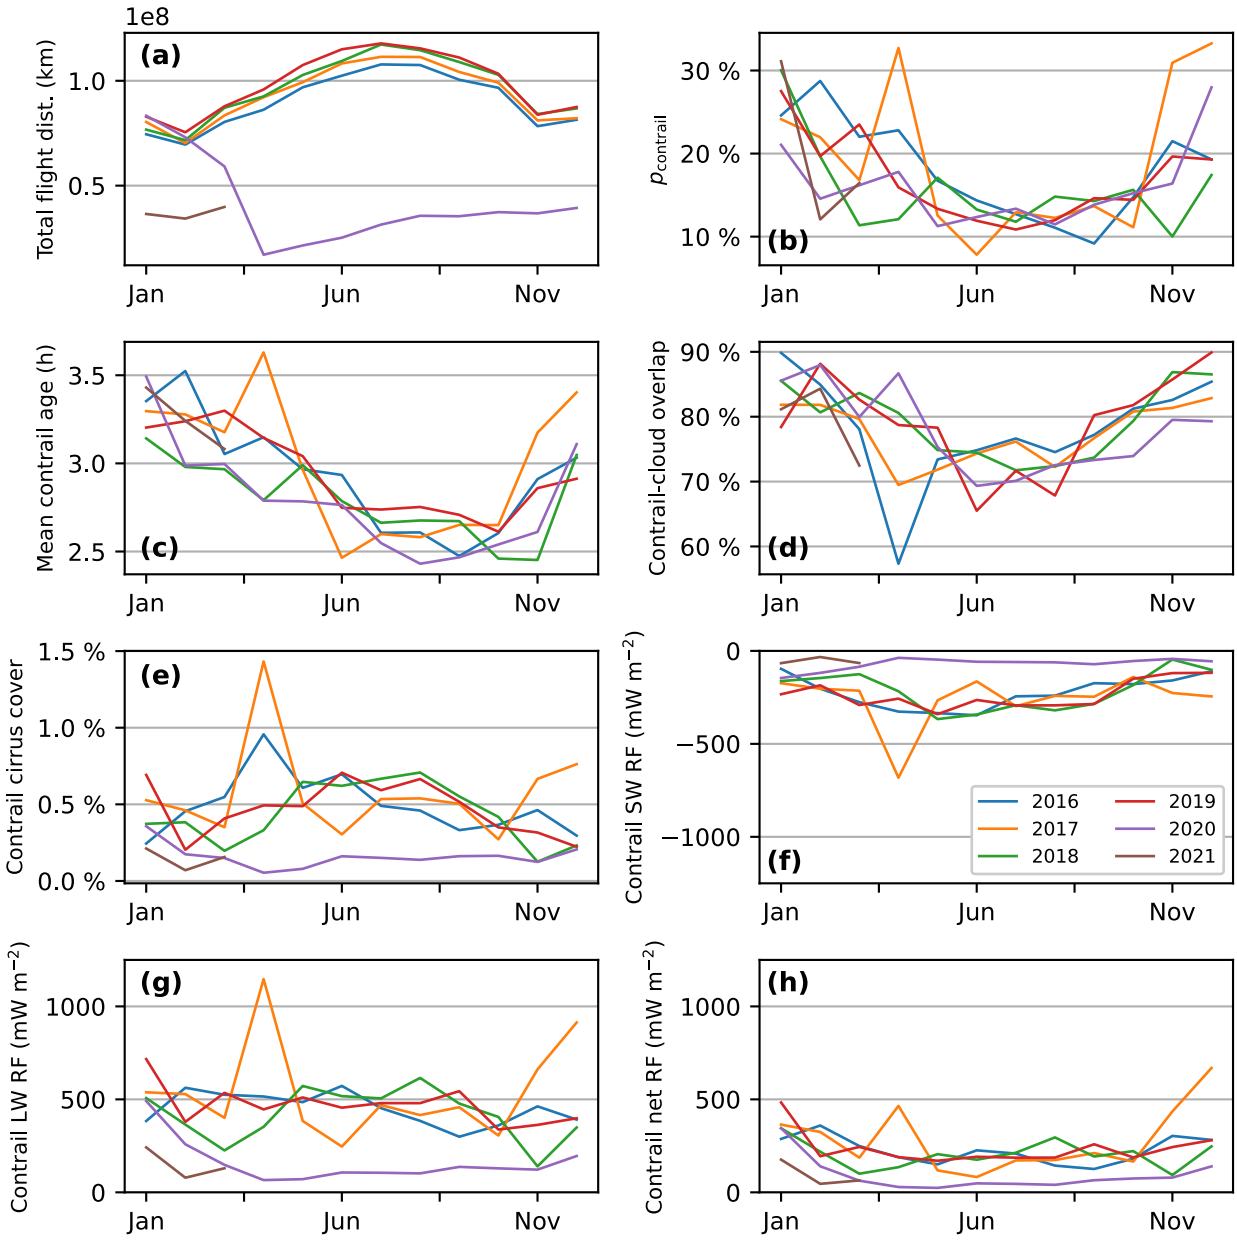 1e8
(a)
Total flight dist. (km)
1.0
0.5
Jan
Jun
Nov
(b)
p_contrail
30 %
20 %
10 %
Jan
Jun
Nov
(c)
Mean contrail age (h)
3.5
3.0
2.5
Jan
Jun
Nov
(d)
Contrail-cloud overlap
90 %
80 %
70 %
60 %
Jan
Jun
Nov
(e)
Contrail cirrus cover
1.5 %
1.0 %
0.5 %
0.0 %
Jan
Jun
Nov
(f)
Contrail SW RF (mW m⁻²)
0
−500
−1000
2016
2017
2018
2019
2020
2021
Jan
Jun
Nov
(g)
Contrail LW RF (mW m⁻²)
1000
500
0
Jan
Jun
Nov
(h)
Contrail net RF (mW m⁻²)
1000
500
0
Jan
Jun
Nov